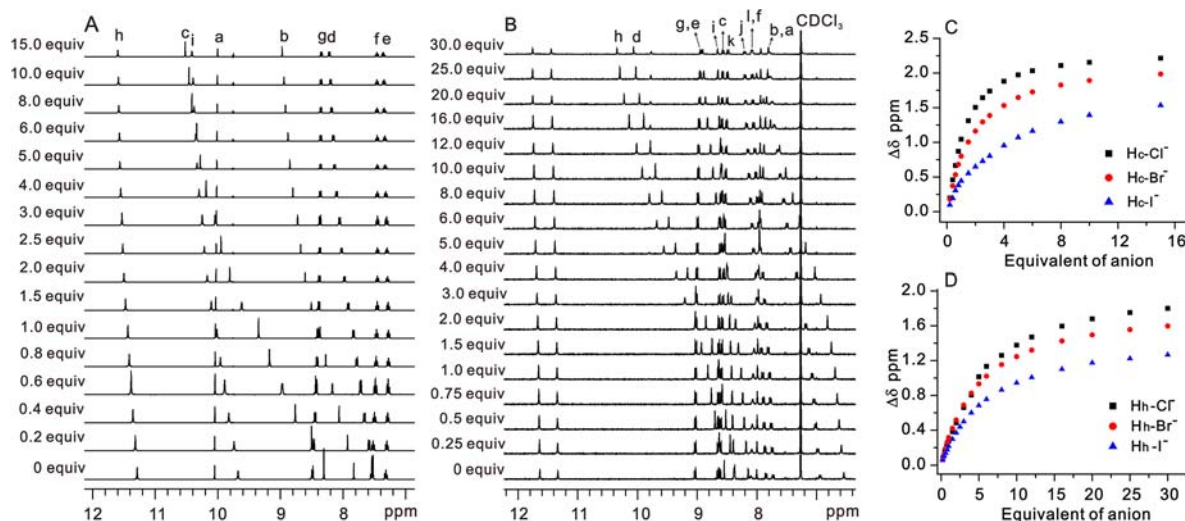 A
h c i a b g d f e
15.0 equiv
10.0 equiv
8.0 equiv
6.0 equiv
5.0 equiv
4.0 equiv
3.0 equiv
2.5 equiv
2.0 equiv
1.5 equiv
1.0 equiv
0.8 equiv
0.6 equiv
0.4 equiv
0.2 equiv
0 equiv
12 11 10 9 8 ppm
B
h d g,e i c k j l,f b,a CDCl₃
30.0 equiv
25.0 equiv
20.0 equiv
16.0 equiv
12.0 equiv
10.0 equiv
8.0 equiv
6.0 equiv
5.0 equiv
4.0 equiv
3.0 equiv
2.0 equiv
1.5 equiv
1.0 equiv
0.75 equiv
0.5 equiv
0.25 equiv
0 equiv
12 11 10 9 8 ppm
C
Δδ ppm
2.5
2.0
1.5
1.0
0.5
0.0
Hc-Cl⁻
Hc-Br⁻
Hc-I⁻
0 4 8 12 16
Equivalent of anion
D
Δδ ppm
2.0
1.6
1.2
0.8
0.4
0.0
Hh-Cl⁻
Hh-Br⁻
Hh-I⁻
0 5 10 15 20 25 30
Equivalent of anion